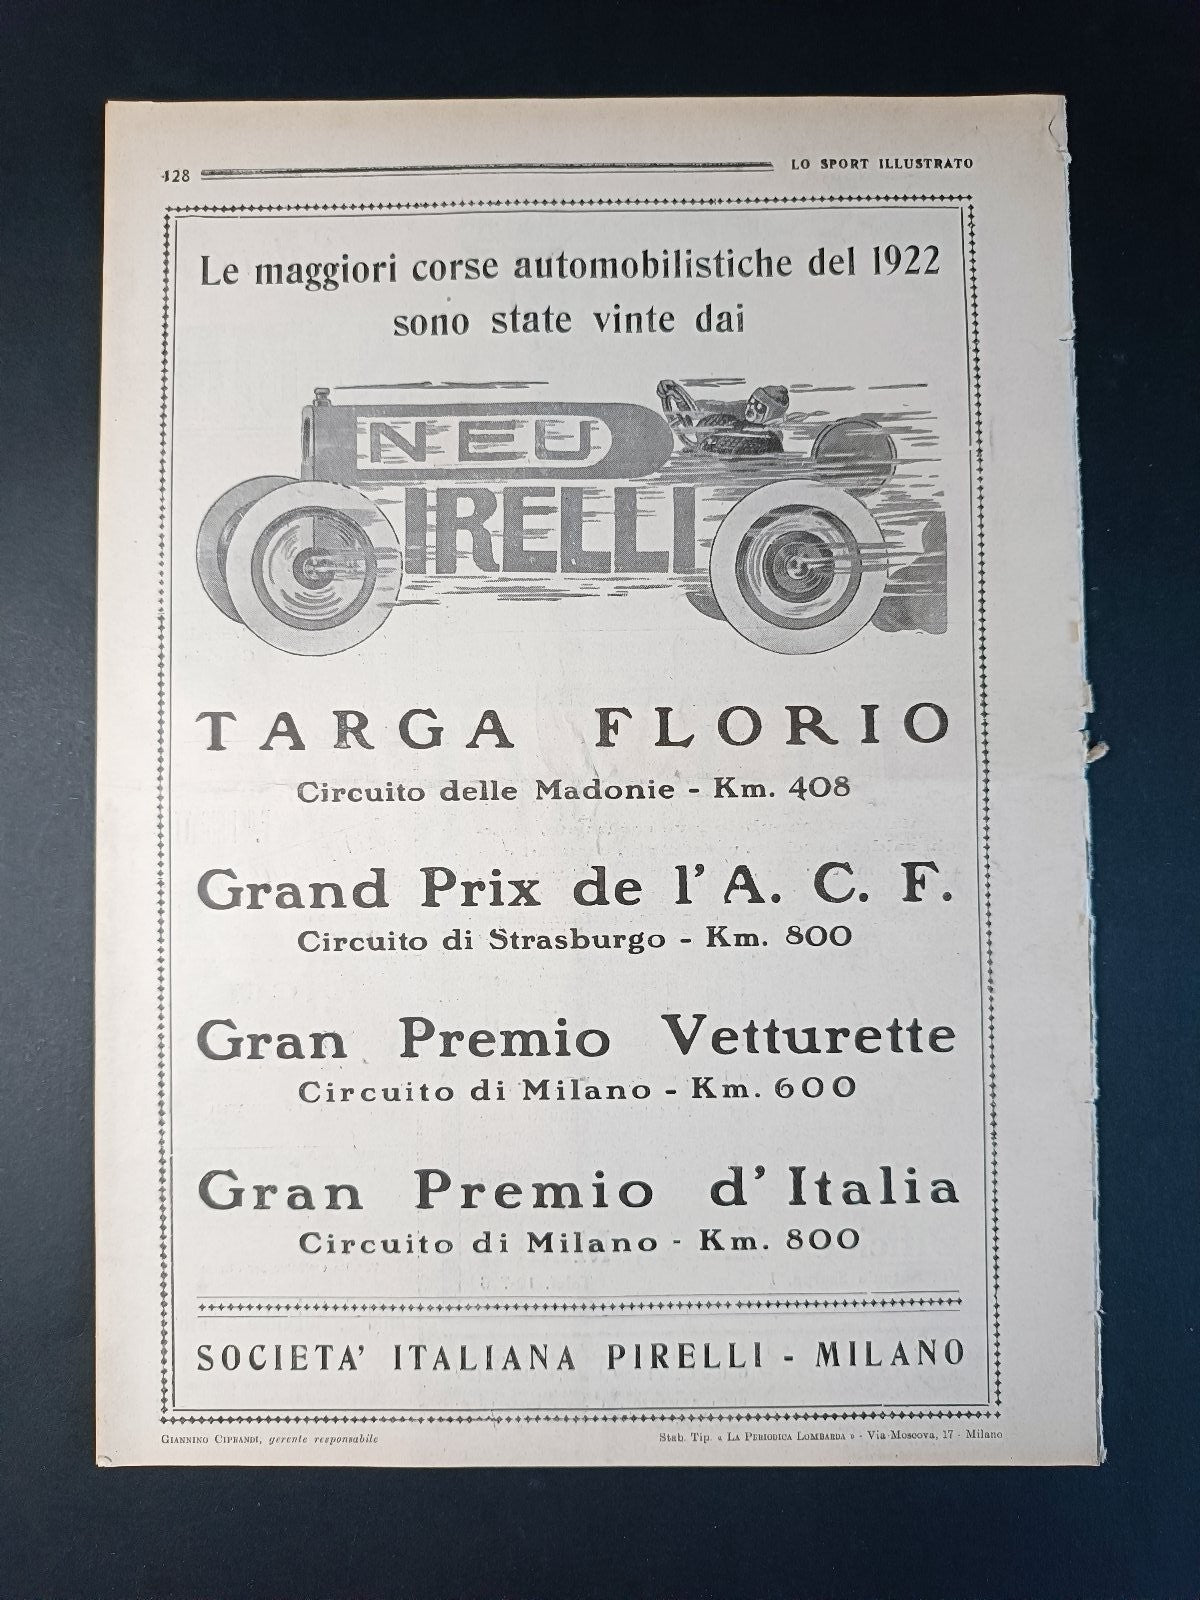 428 LO SPORT ILLUSTRATO
Le maggiori corse automobilistiche del 1922
sono state vinte dai
NEU
IRELLI
TARGA FLORIO
Circuito delle Madonie - Km. 408
Grand Prix de l'A. C. F.
Circuito di Strasburgo - Km. 800
Gran Premio Vetturette
Circuito di Milano - Km. 600
Gran Premio d'Italia
Circuito di Milano - Km. 800
SOCIETA' ITALIANA PIRELLI - MILANO
GIANNINO CIPRANDI, gerente responsabile Stab. Tip. « LA PERIODICA LOMBARDA » - Via Moscova, 17 - Milano